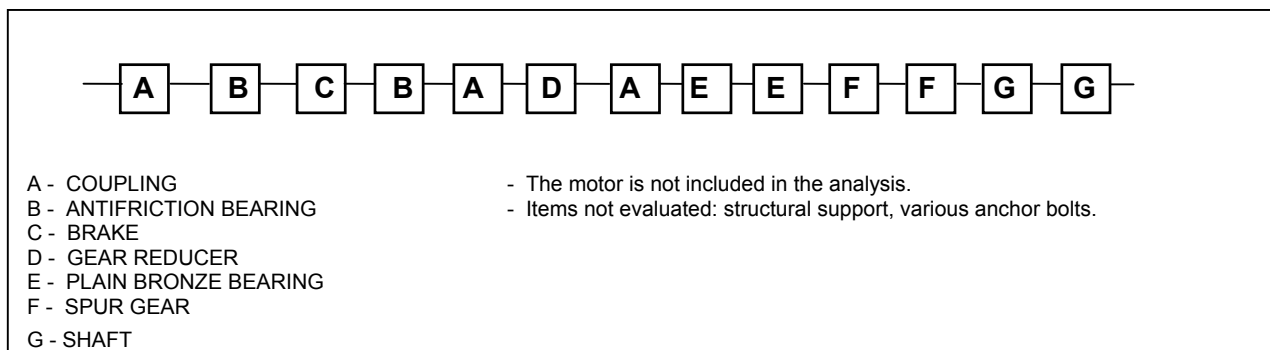 A B C B A D A E E F F G G
A - COUPLING
B - ANTIFRICTION BEARING
C - BRAKE
D - GEAR REDUCER
E - PLAIN BRONZE BEARING
F - SPUR GEAR
G - SHAFT
- The motor is not included in the analysis.
- Items not evaluated: structural support, various anchor bolts.